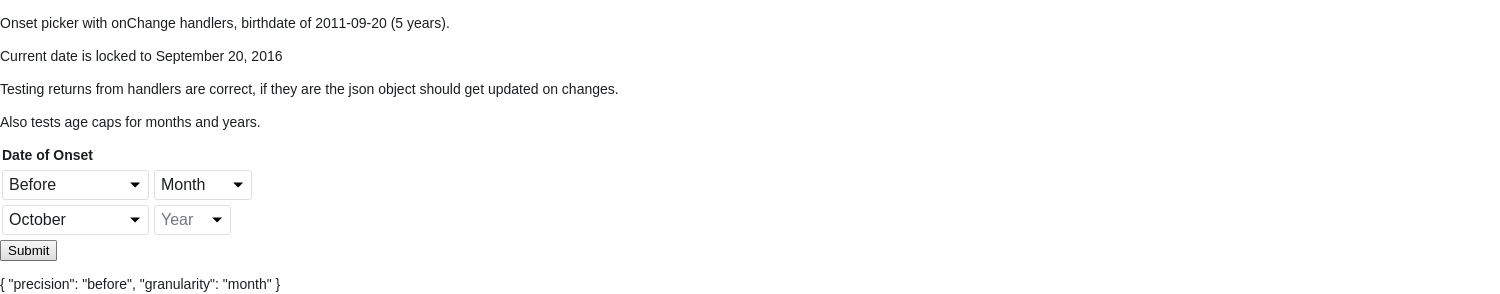 Onset picker with onChange handlers, birthdate of 2011-09-20 (5 years).
Current date is locked to September 20, 2016
Testing returns from handlers are correct, if they are the json object should get updated on changes.
Also tests age caps for months and years.
Date of Onset
Before Month
October Year
Submit
{ "precision": "before", "granularity": "month" }